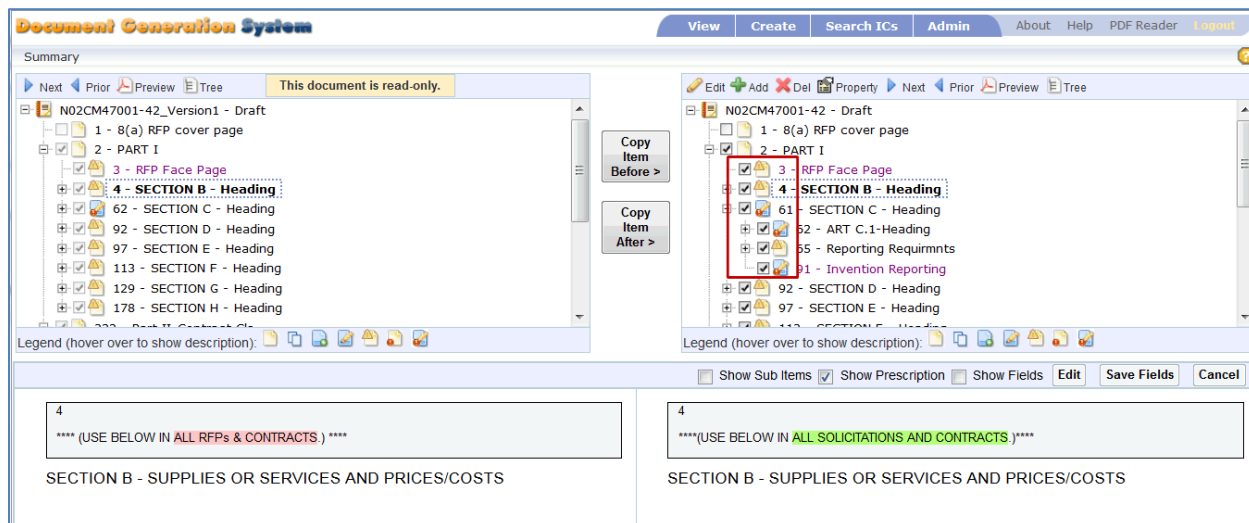 Document Generation System
View Create Search ICs Admin About Help PDF Reader Logout
Summary
Next Prior Preview Tree This document is read-only.
N02CM47001-42_Version1 - Draft
1 - 8(a) RFP cover page
2 - PART I
3 - RFP Face Page
4 - SECTION B - Heading
62 - SECTION C - Heading
92 - SECTION D - Heading
97 - SECTION E - Heading
113 - SECTION F - Heading
129 - SECTION G - Heading
178 - SECTION H - Heading
Legend (hover over to show description):
Copy
Item
Before >
Copy
Item
After >
Edit Add Del Property Next Prior Preview Tree
N02CM47001-42 - Draft
1 - 8(a) RFP cover page
2 - PART I
3 - RFP Face Page
4 - SECTION B - Heading
61 - SECTION C - Heading
62 - ART C.1-Heading
65 - Reporting Requirmnts
91 - Invention Reporting
92 - SECTION D - Heading
97 - SECTION E - Heading
Legend (hover over to show description):
Show Sub Items Show Prescription Show Fields Edit Save Fields Cancel
4
**** (USE BELOW IN ALL RFPs & CONTRACTS.) ****
SECTION B - SUPPLIES OR SERVICES AND PRICES/COSTS
4
****(USE BELOW IN ALL SOLICITATIONS AND CONTRACTS.)****
SECTION B - SUPPLIES OR SERVICES AND PRICES/COSTS